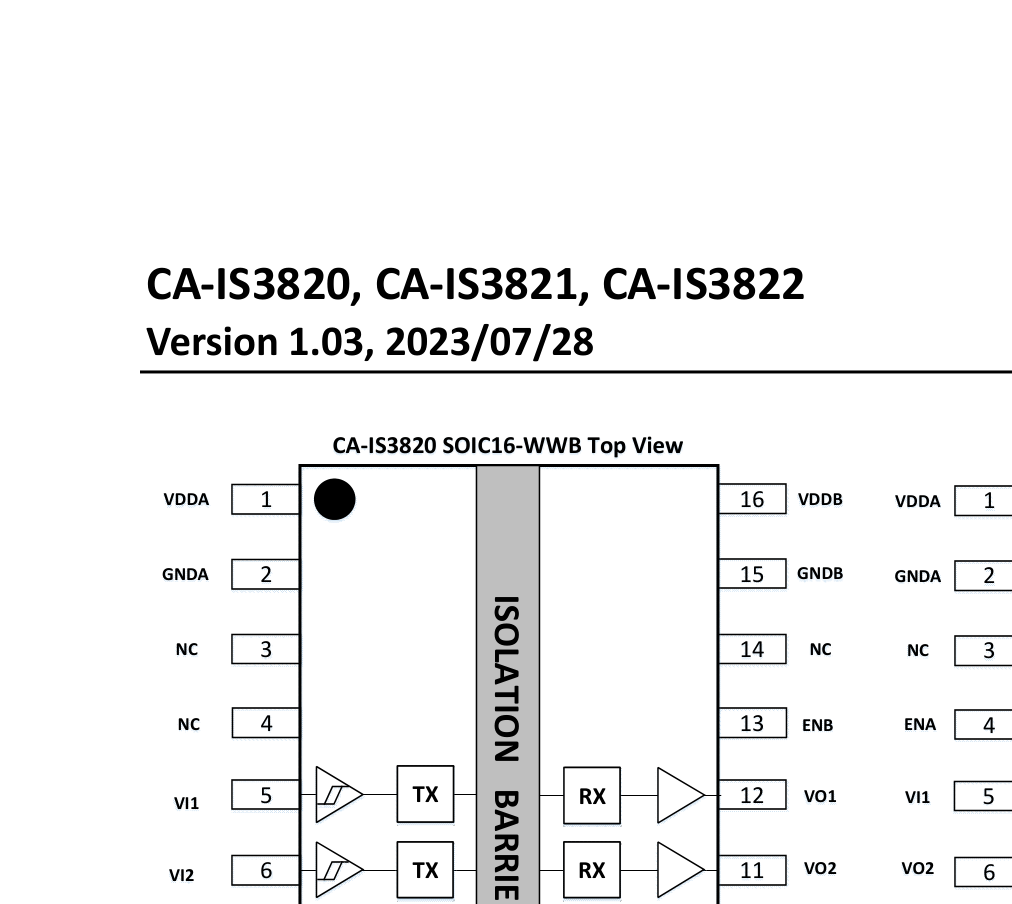 CA-IS3820, CA-IS3821, CA-IS3822
Version 1.03, 2023/07/28
CA-IS3820 SOIC16-WWB Top View
VDDA 1 16 VDDB VDDA 1
GNDA 2 15 GNDB GNDA 2
NC 3 14 NC NC 3
NC 4 13 ENB ENA 4
VI1 5 TX RX 12 VO1 VI1 5
VI2 6 TX RX 11 VO2 VO2 6
ISOLATION BARRIE